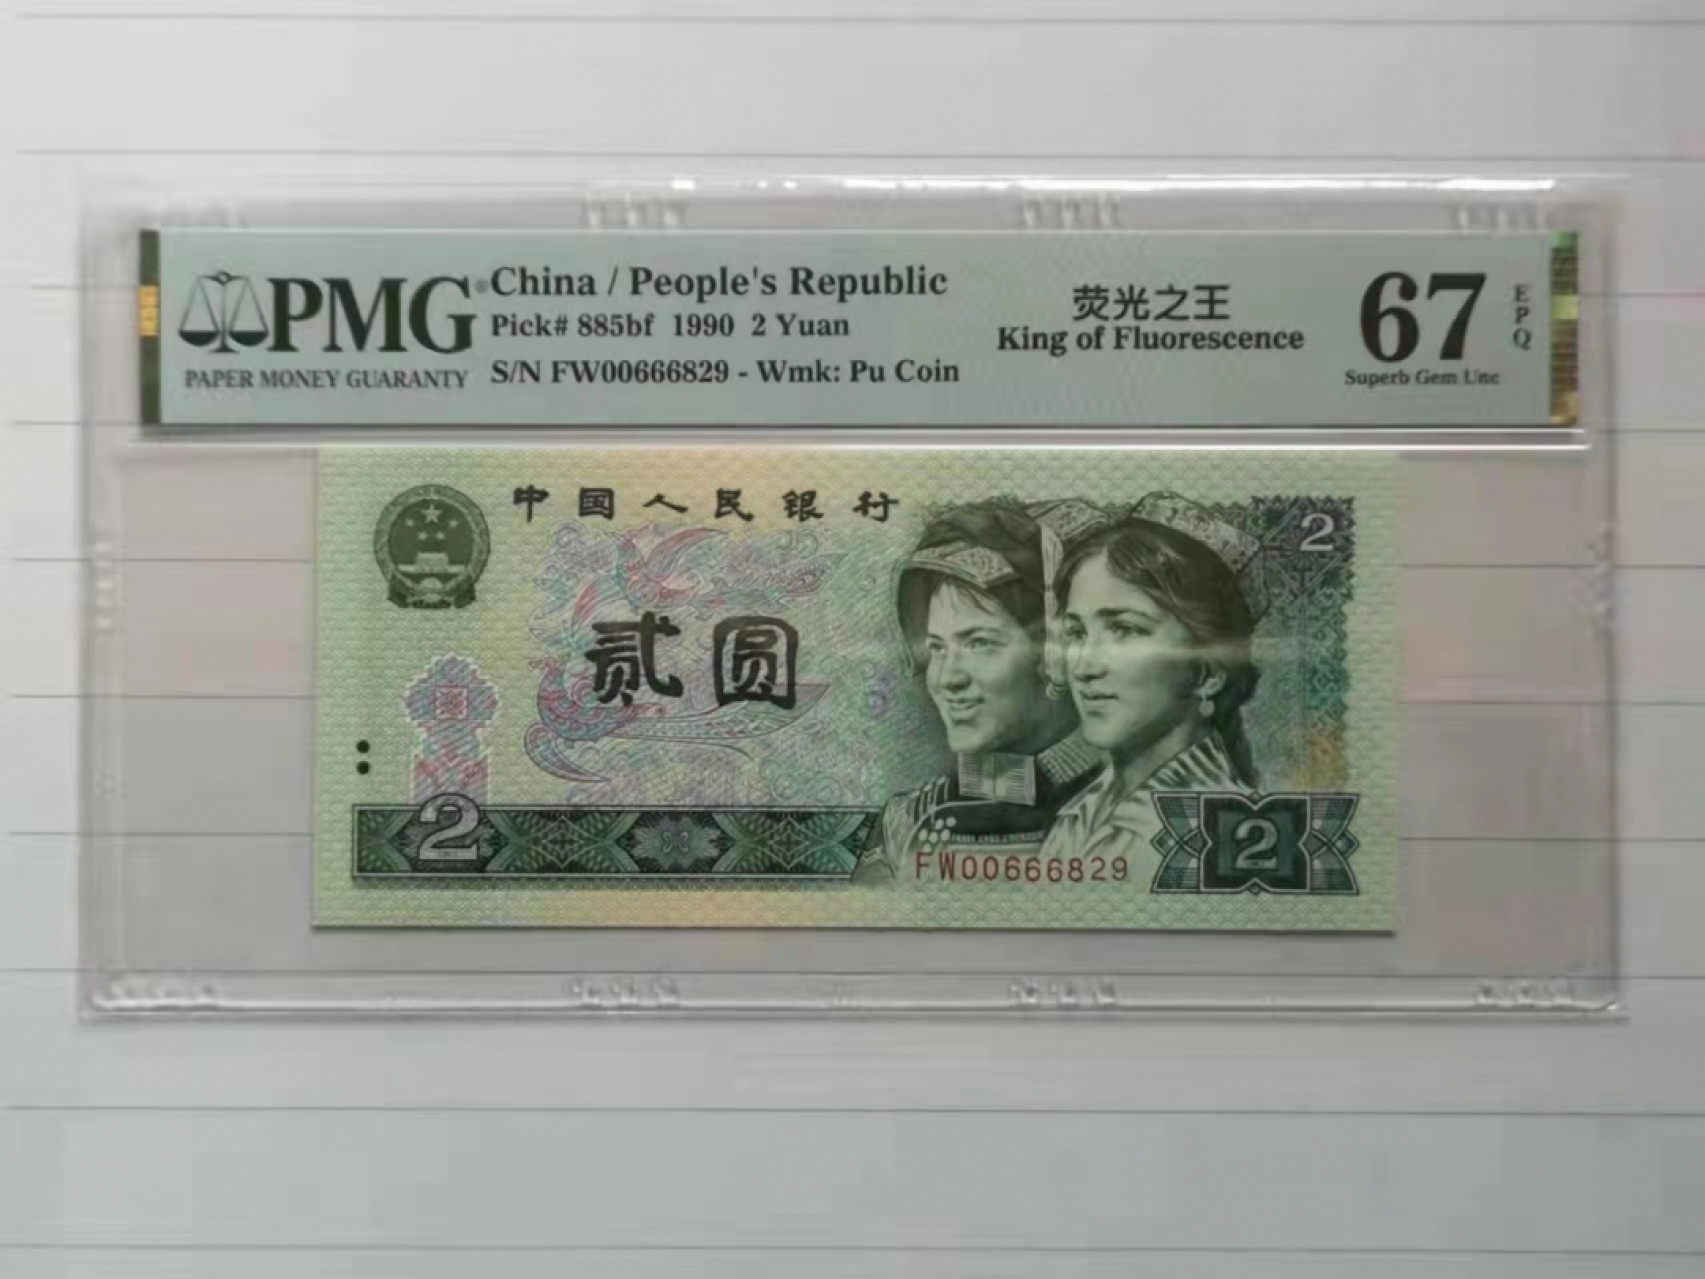 PMG
PAPER MONEY GUARANTY
China / People's Republic
Pick# 885bf 1990 2 Yuan
S/N FW00666829 - Wmk: Pu Coin
荧光之王
King of Fluorescence
67
EPQ
Superb Gem Unc
中国人民银行
2
贰圆
2
FW00666829
2